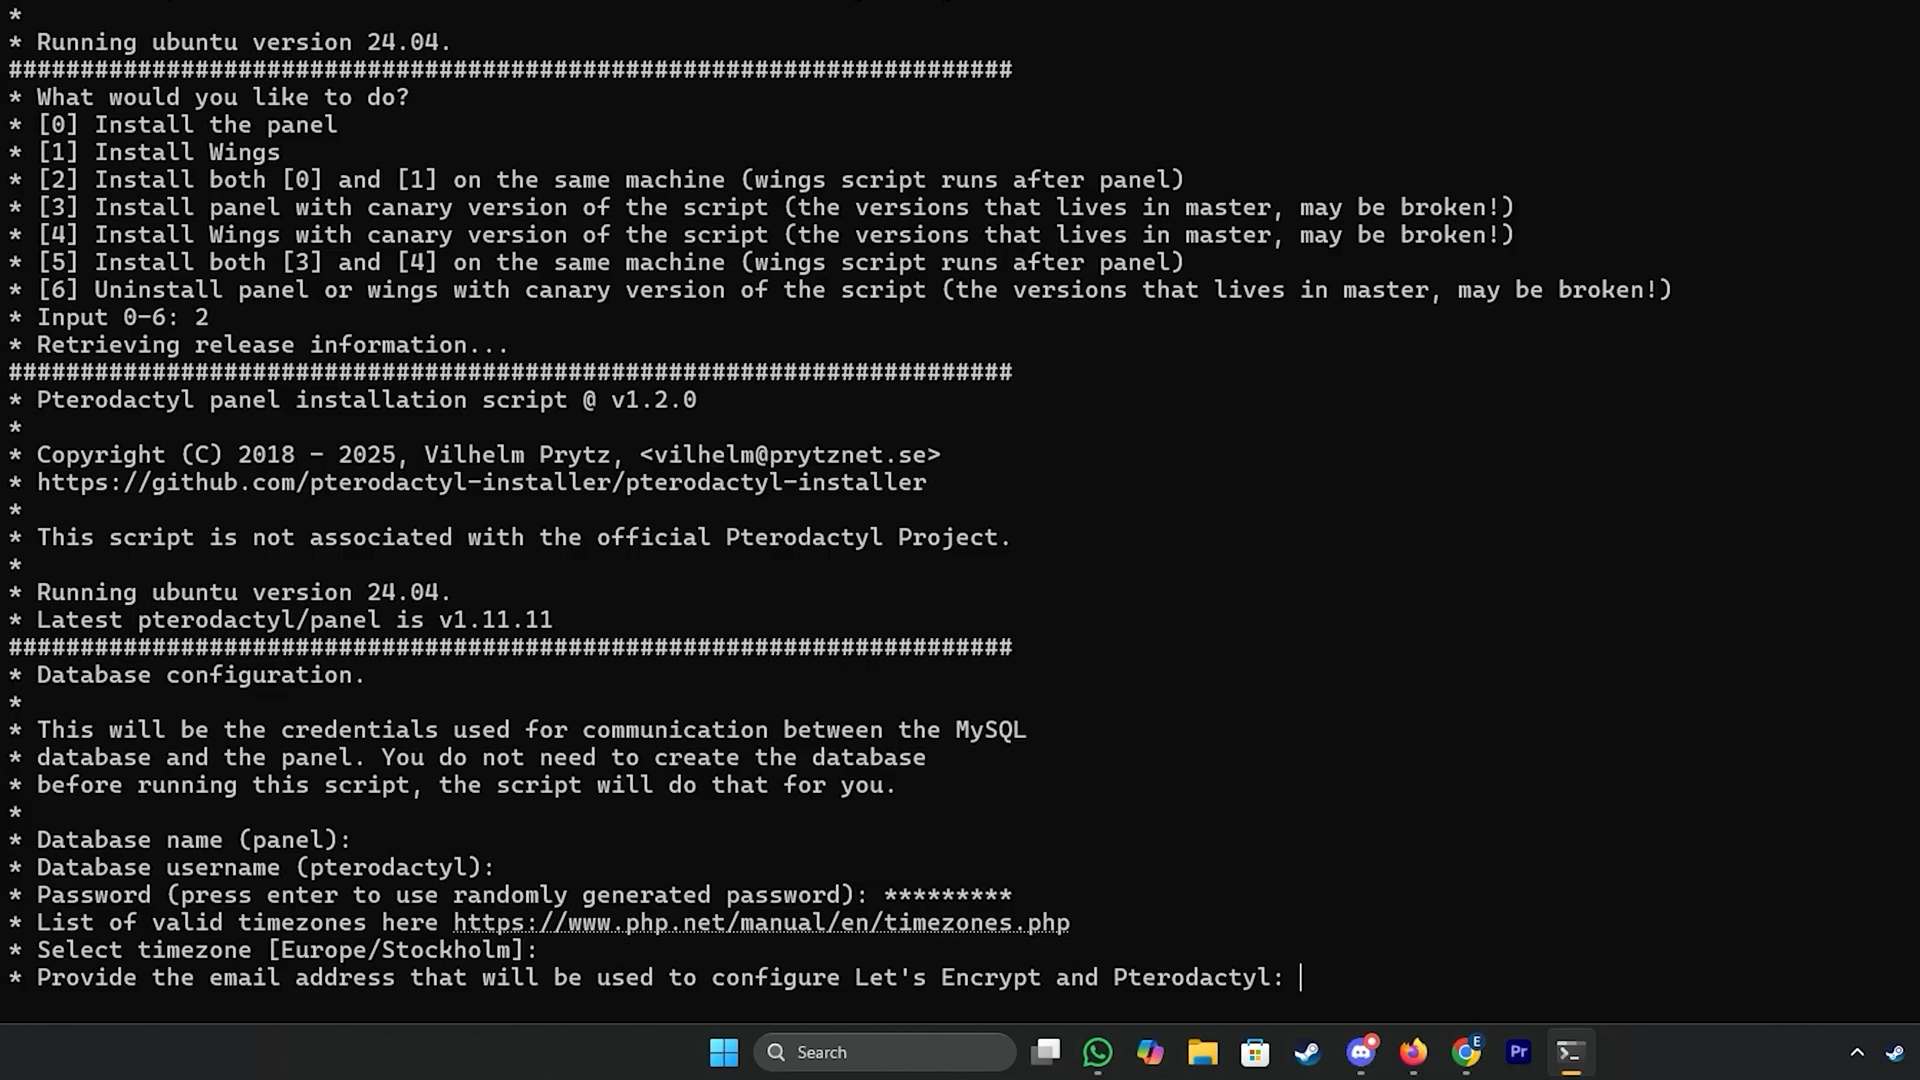 *
* Running ubuntu version 24.04.
######################################################################
* What would you like to do?
* [0] Install the panel
* [1] Install Wings
* [2] Install both [0] and [1] on the same machine (wings script runs after panel)
* [3] Install panel with canary version of the script (the versions that lives in master, may be broken!)
* [4] Install Wings with canary version of the script (the versions that lives in master, may be broken!)
* [5] Install both [3] and [4] on the same machine (wings script runs after panel)
* [6] Uninstall panel or wings with canary version of the script (the versions that lives in master, may be broken!)
* Input 0-6: 2
* Retrieving release information...
######################################################################
* Pterodactyl panel installation script @ v1.2.0
*
* Copyright (C) 2018 - 2025, Vilhelm Prytz, <vilhelm@prytznet.se>
* https://github.com/pterodactyl-installer/pterodactyl-installer
*
* This script is not associated with the official Pterodactyl Project.
*
* Running ubuntu version 24.04.
* Latest pterodactyl/panel is v1.11.11
######################################################################
* Database configuration.
*
* This will be the credentials used for communication between the MySQL
* database and the panel. You do not need to create the database
* before running this script, the script will do that for you.
*
* Database name (panel):
* Database username (pterodactyl):
* Password (press enter to use randomly generated password): *********
* List of valid timezones here https://www.php.net/manual/en/timezones.php
* Select timezone [Europe/Stockholm]:
* Provide the email address that will be used to configure Let's Encrypt and Pterodactyl:
Search
E
Pr